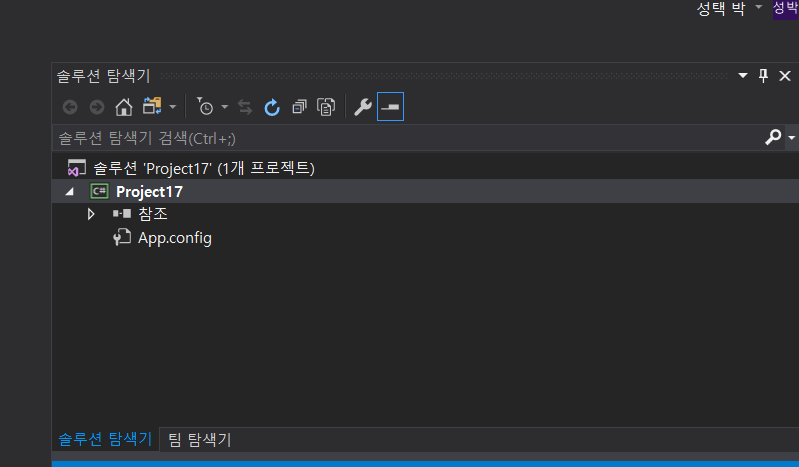 성택 박 성박
솔루션 탐색기
솔루션 탐색기 검색(Ctrl+;)
솔루션 'Project17' (1개 프로젝트)
C# Project17
참조
App.config
솔루션 탐색기 팀 탐색기